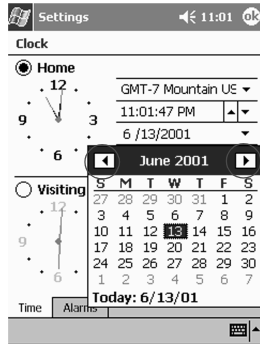 Settings 11:01 ok
Clock
Home
12
9 3
6
GMT-7 Mountain US
11:01:47 PM
6 /13/2001
June 2001
S M T W T F S
27 28 29 30 31 1 2
3 4 5 6 7 8 9
10 11 12 13 14 15 16
17 18 19 20 21 22 23
24 25 26 27 28 29 30
1 2 3 4 5 6 7
Today: 6/13/01
Visiting
12
9
6
Time Alarms